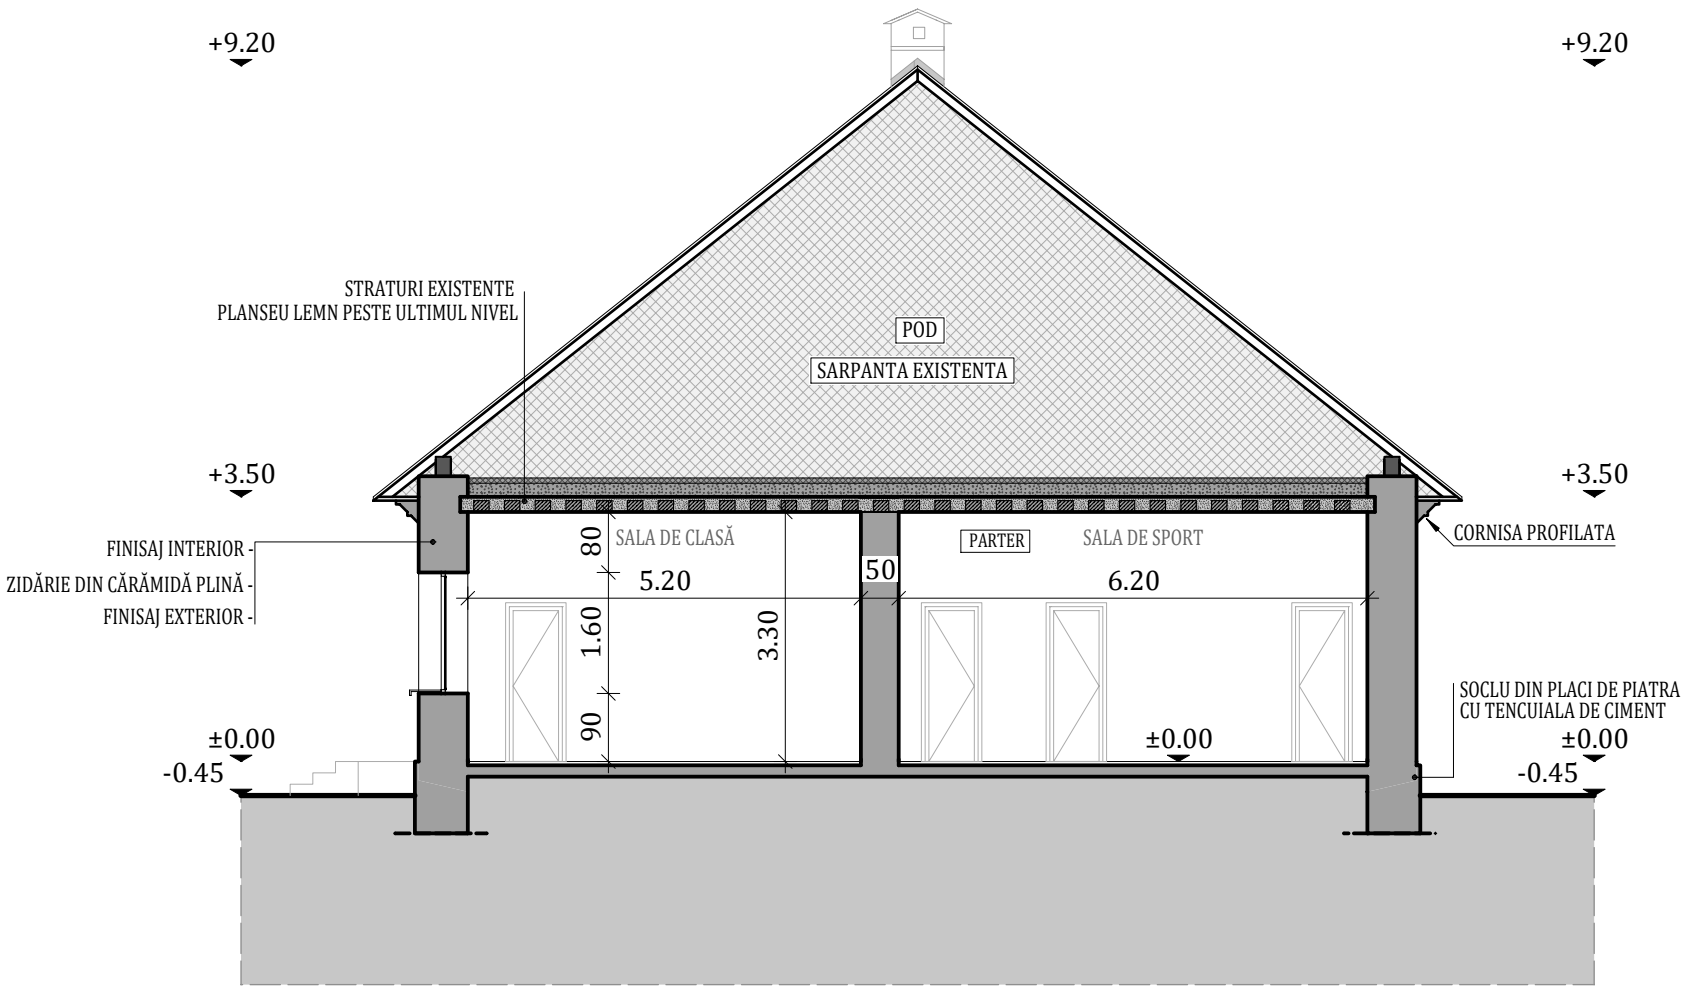 +9.20
+9.20
STRATURI EXISTENTE
PLANSEU LEMN PESTE ULTIMUL NIVEL
POD
SARPANTA EXISTENTA
+3.50
+3.50
SALA DE CLASĂ
PARTER
SALA DE SPORT
CORNISA PROFILATA
FINISAJ INTERIOR -
ZIDĂRIE DIN CĂRĂMIDĂ PLINĂ -
FINISAJ EXTERIOR -
80
5.20
50
6.20
1.60
3.30
90
SOCLU DIN PLACI DE PIATRA
CU TENCUIALA DE CIMENT
±0.00
±0.00
±0.00
-0.45
-0.45